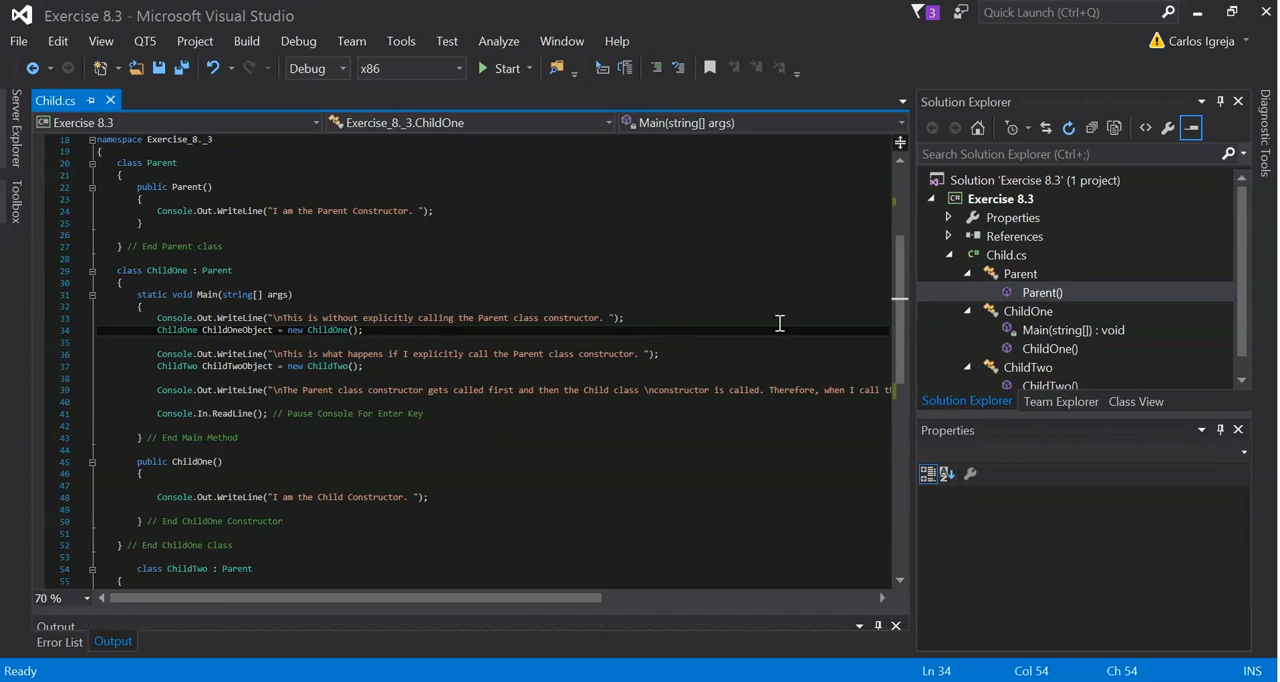 Exercise 8.3 - Microsoft Visual Studio
3
Quick Launch (Ctrl+Q)
File Edit View QT5 Project Build Debug Team Tools Test Analyze Window Help
Carlos Igreja
Debug x86 Start
Server Explorer
Toolbox
Child.cs
Exercise 8.3 Exercise_8._3.ChildOne Main(string[] args)
18 namespace Exercise_8._3
19 {
20 class Parent
21 {
22 public Parent()
23 {
24 Console.Out.WriteLine("I am the Parent Constructor. ");
25 }
26
27 } // End Parent class
28
29 class ChildOne : Parent
30 {
31 static void Main(string[] args)
32 {
33 Console.Out.WriteLine("\nThis is without explicitly calling the Parent class constructor. ");
34 ChildOne ChildOneObject = new ChildOne();
35
36 Console.Out.WriteLine("\nThis is what happens if I explicitly call the Parent class constructor. ");
37 ChildTwo ChildTwoObject = new ChildTwo();
38
39 Console.Out.WriteLine("\nThe Parent class constructor gets called first and then the Child class \nconstructor is called. Therefore, when I call th
40
41 Console.In.ReadLine(); // Pause Console For Enter Key
42
43 } // End Main Method
44
45 public ChildOne()
46 {
47
48 Console.Out.WriteLine("I am the Child Constructor. ");
49
50 } // End ChildOne Constructor
51
52 } // End ChildOne Class
53
54 class ChildTwo : Parent
55 {
70 %
Output
Error List Output
Solution Explorer
Search Solution Explorer (Ctrl+;)
Solution 'Exercise 8.3' (1 project)
Exercise 8.3
Properties
References
Child.cs
Parent
Parent()
ChildOne
Main(string[]) : void
ChildOne()
ChildTwo
ChildTwo()
Solution Explorer Team Explorer Class View
Properties
Diagnostic Tools
Ready Ln 34 Col 54 Ch 54 INS